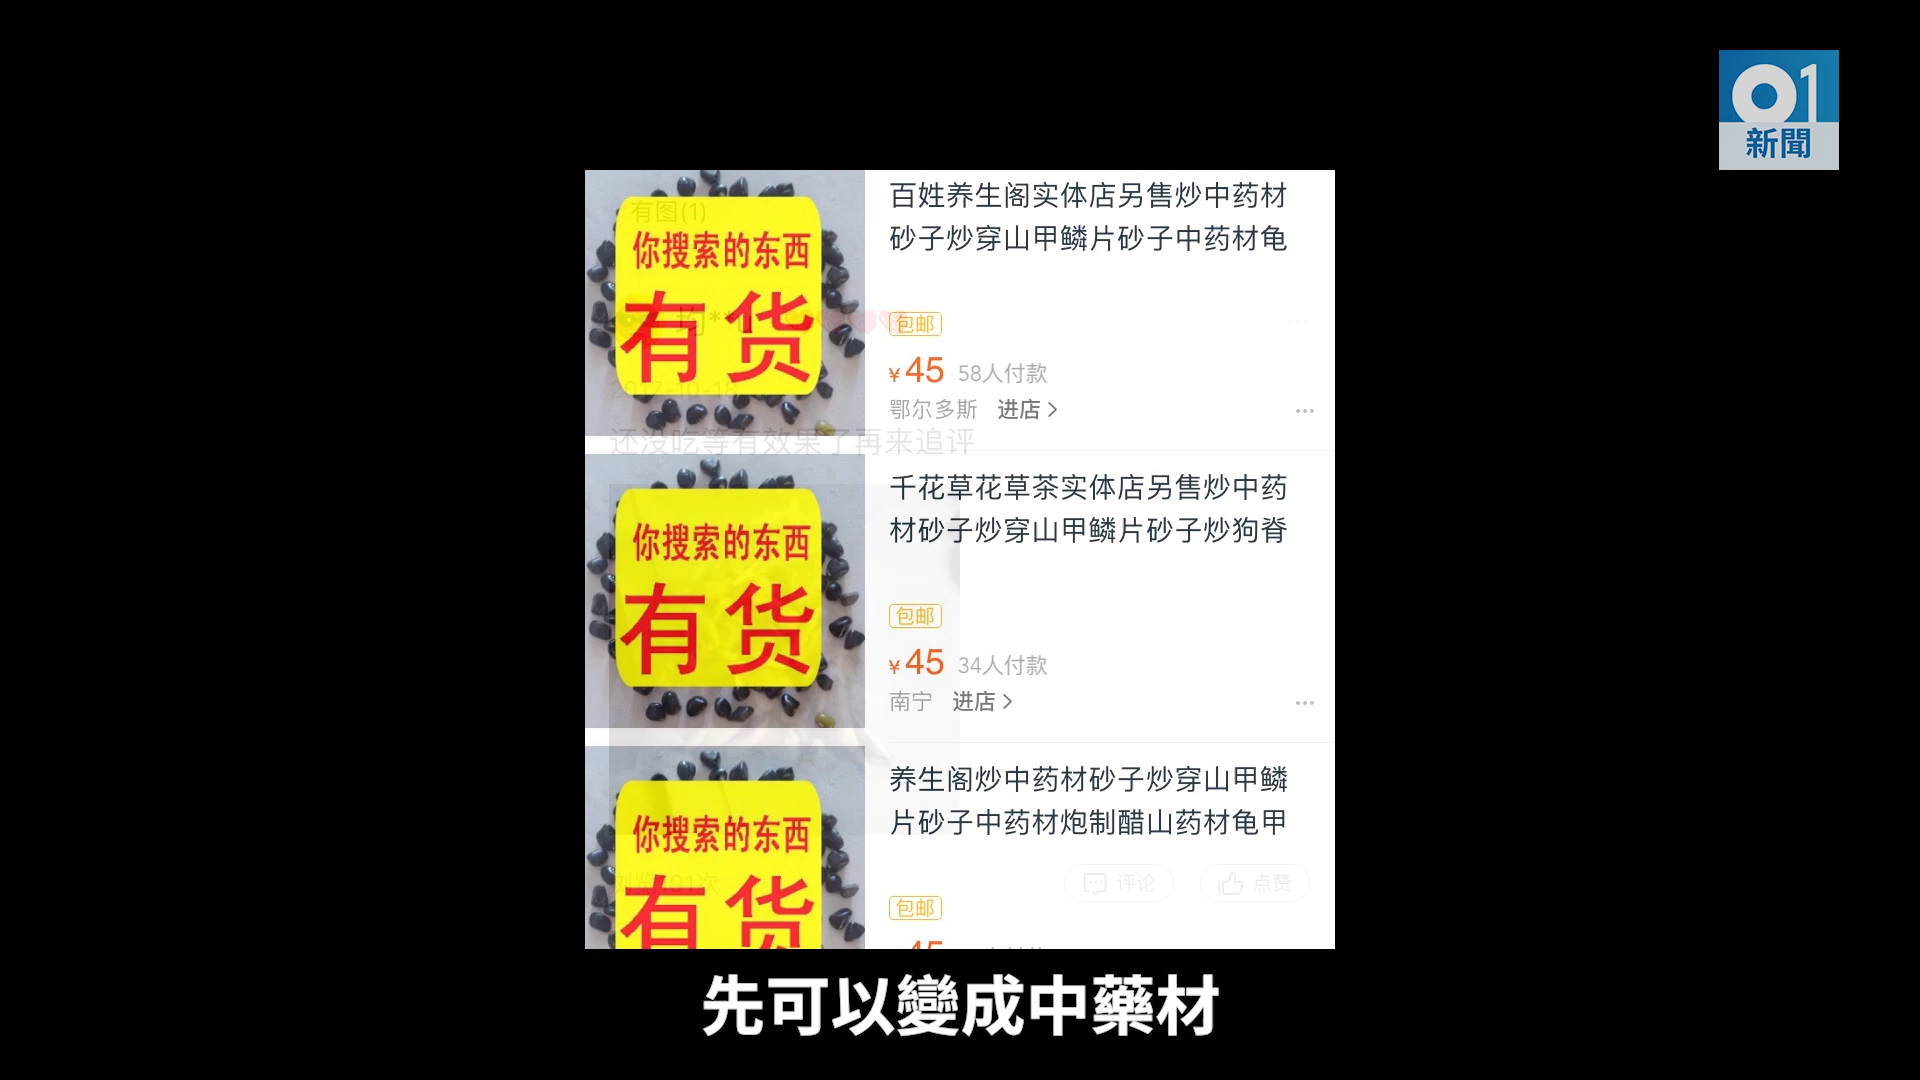 01
新聞
百姓养生阁实体店另售炒中药材
砂子炒穿山甲鳞片砂子中药材龟
有图(1)
你搜索的东西
有货
包邮
¥45 58人付款
2017-10-18
鄂尔多斯 进店 >
还没吃等有效果了再来追评
千花草花草茶实体店另售炒中药
材砂子炒穿山甲鳞片砂子炒狗脊
你搜索的东西
有货
包邮
¥45 34人付款
南宁 进店 >
养生阁炒中药材砂子炒穿山甲鳞
片砂子中药材炮制醋山药材龟甲
你搜索的东西
有货
评论 点赞
包邮
45
先可以變成中藥材